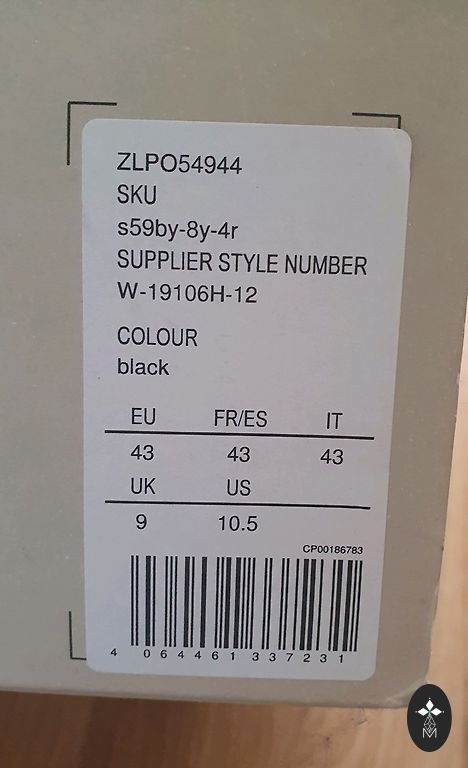 ZLPO54944
SKU
s59by-8y-4r
SUPPLIER STYLE NUMBER
W-19106H-12
COLOUR
black
EU FR/ES IT
43 43 43
UK US
9 10.5
CP00186783
4 064461 337231
M